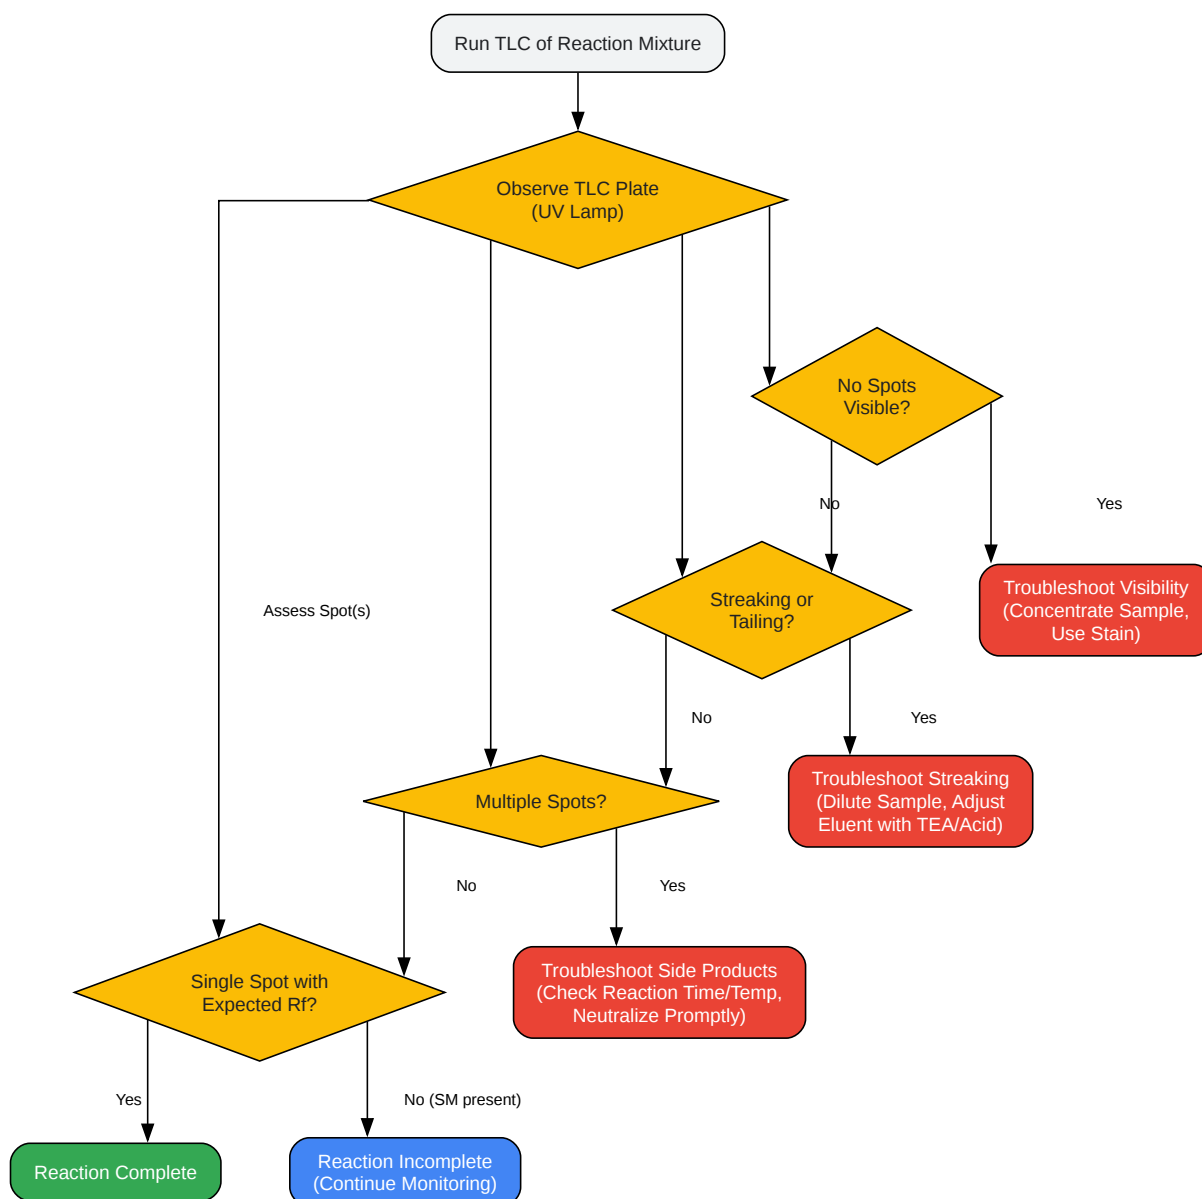 Run TLC of Reaction Mixture
Observe TLC Plate
(UV Lamp)
No Spots
Visible?
No
Yes
Troubleshoot Visibility
(Concentrate Sample,
Use Stain)
Assess Spot(s)
Streaking or
Tailing?
No
Yes
Troubleshoot Streaking
(Dilute Sample, Adjust
Eluent with TEA/Acid)
Multiple Spots?
No
Yes
Troubleshoot Side Products
(Check Reaction Time/Temp,
Neutralize Promptly)
Single Spot with
Expected Rf?
Yes
No (SM present)
Reaction Complete
Reaction Incomplete
(Continue Monitoring)